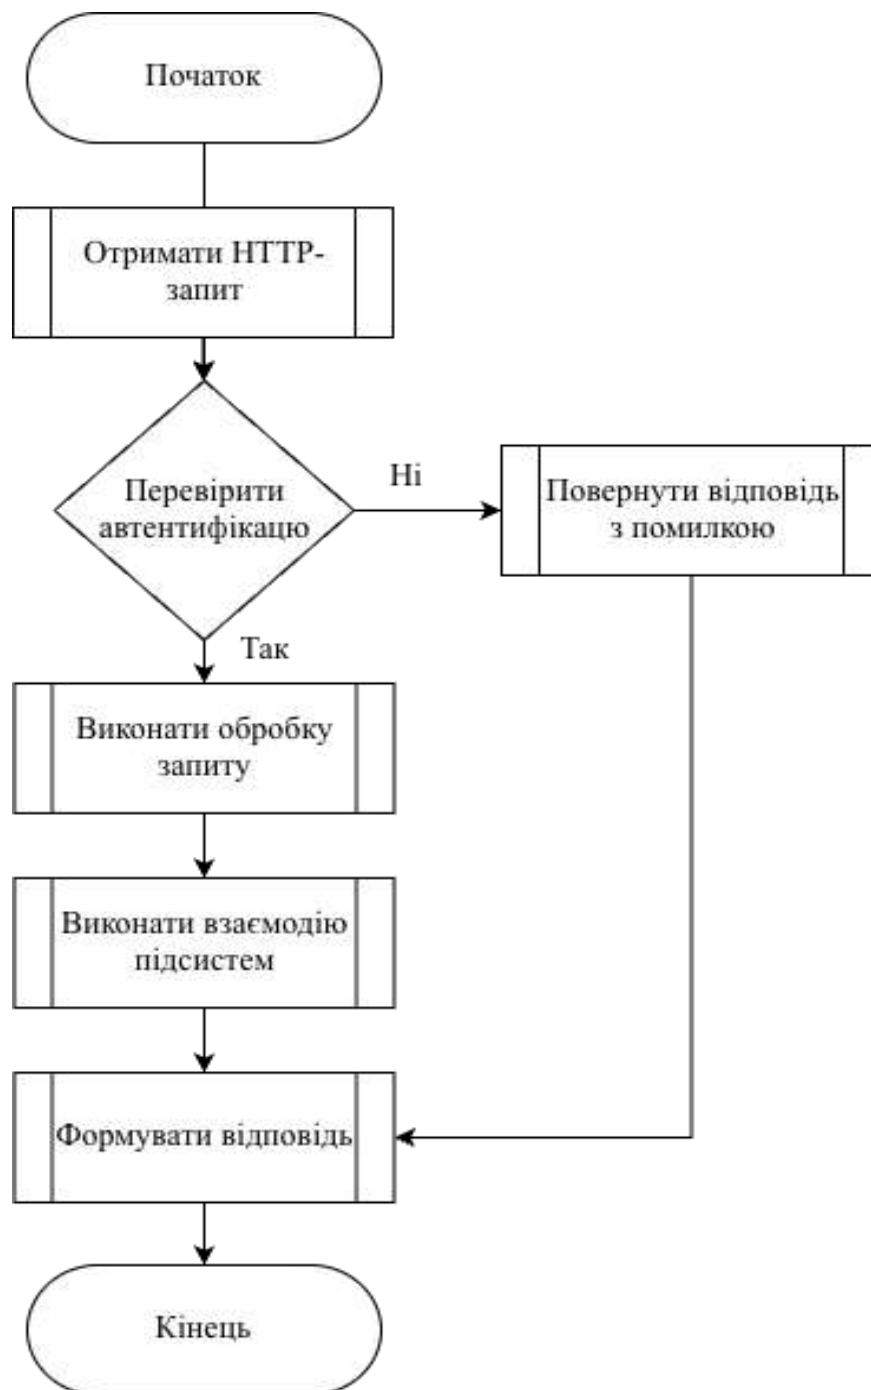 Початок
Отримати HTTP-
запит
Перевірити
автентифікацю
Ні
Повернути відповідь
з помилкою
Так
Виконати обробку
запиту
Виконати взаємодію
підсистем
Формувати відповідь
Кінець